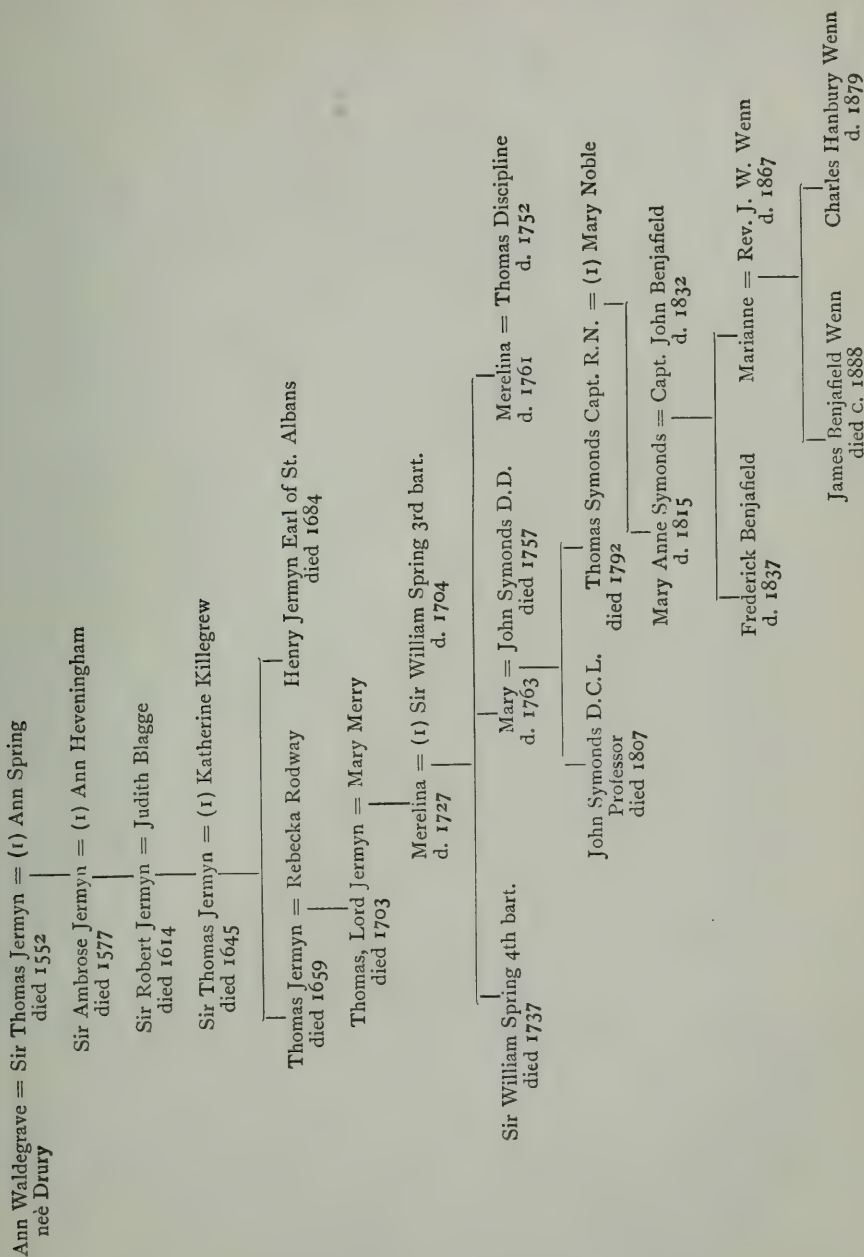 Ann Waldegrave = Sir Thomas Jermyn = (1) Ann Spring
neè Drury died 1552
Sir Ambrose Jermyn = (1) Ann Heveningham
died 1577
Sir Robert Jermyn = Judith Blagge
died 1614
Sir Thomas Jermyn = (1) Katherine Killegrew
died 1645
Thomas Jermyn = Rebecka Rodway Henry Jermyn Earl of St. Albans
died 1659 died 1684
Thomas, Lord Jermyn = Mary Merry
died 1703
Merelina = (1) Sir William Spring 3rd bart.
d. 1727 d. 1704
Sir William Spring 4th bart. Mary = John Symonds D.D. Merelina = Thomas Discipline
died 1737 d. 1763 died 1757 d. 1761 d. 1752
John Symonds D.C.L. Thomas Symonds Capt. R.N. = (1) Mary Noble
Professor died 1792
died 1807
Mary Anne Symonds = Capt. John Benjafield
d. 1815 d. 1832
Frederick Benjafield Marianne = Rev. J. W. Wenn
d. 1837 d. 1867
James Benjafield Wenn Charles Hanbury Wenn
died c. 1888 d. 1879